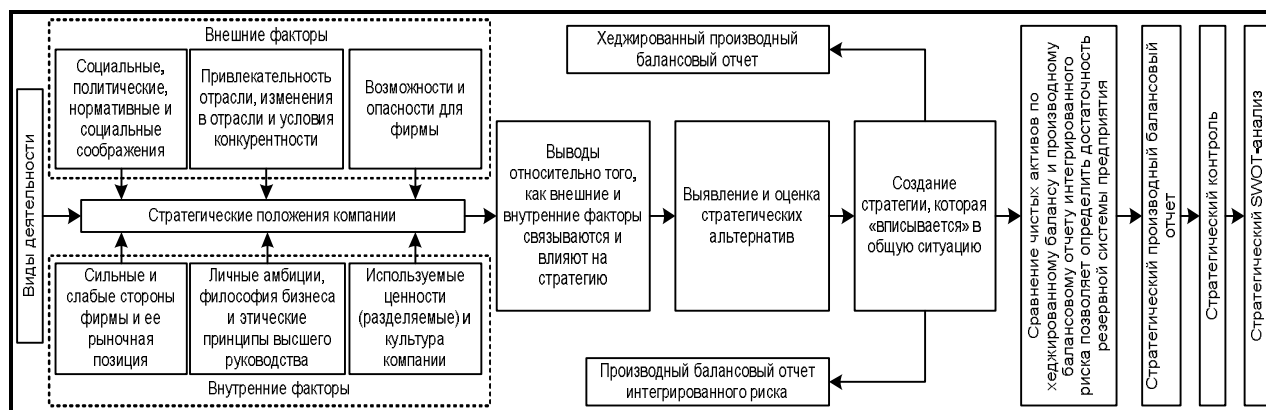 Виды деятельности
Внешние факторы
Социальные,
политические,
нормативные и
социальные
соображения
Привлекательность
отрасли, изменения
в отрасли и условия
конкурентности
Возможности и
опасности для
фирмы
Стратегические положения компании
Сильные и
слабые стороны
фирмы и ее
рыночная
позиция
Личные амбиции,
философия бизнеса
и этические
принципы высшего
руководства
Используемые
ценности
(разделяемые) и
культура
компании
Внутренние факторы
Выводы
относительно того,
как внешние и
внутренние факторы
связываются и
влияют на
стратегию
Выявление и оценка
стратегических
альтернатив
Хеджированный производный
балансовый отчет
Создание
стратегии, которая
«вписывается» в
общую ситуацию
Производный балансовый отчет
интегрированного риска
Сравнение чистых активов по
хеджированному балансу и производному
балансовому отчету интегрированного
риска позволяет определить достаточность
резервной системы предприятия
Стратегический производный балансовый
отчет
Стратегический контроль
Стратегический SWOT-анализ